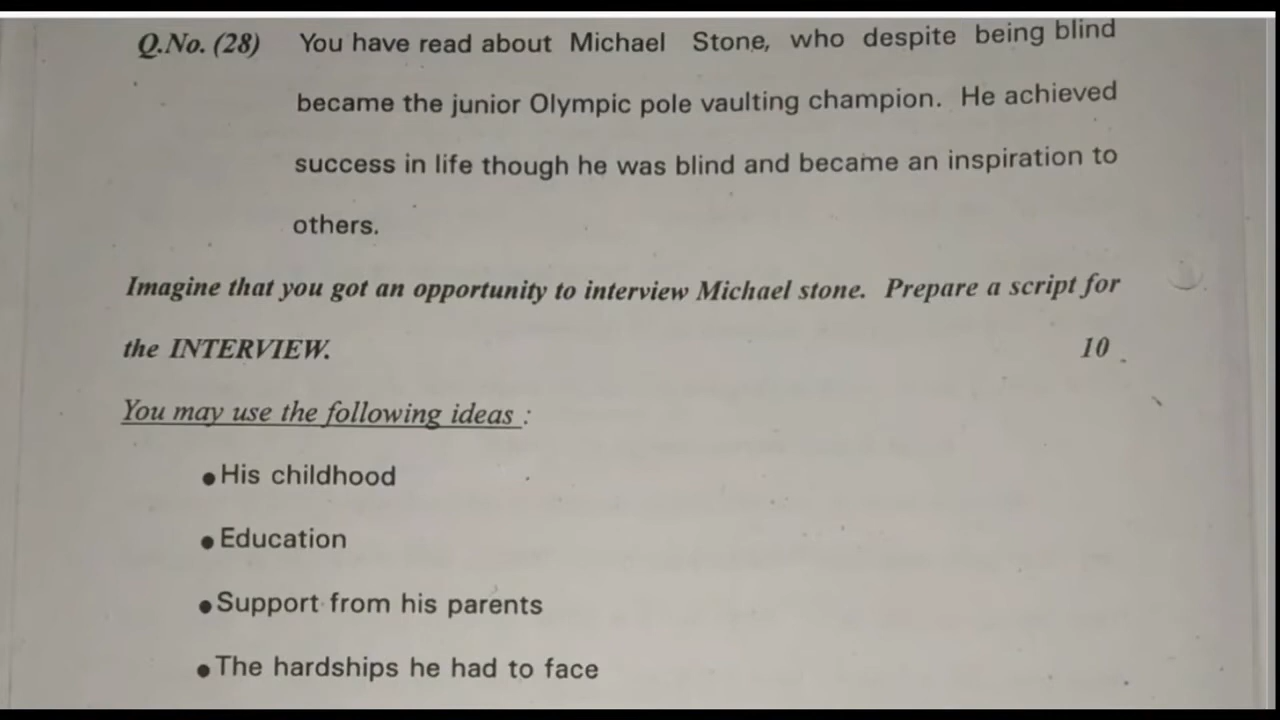 Q.No. (28) You have read about Michael Stone, who despite being blind
became the junior Olympic pole vaulting champion. He achieved
success in life though he was blind and became an inspiration to
others.
Imagine that you got an opportunity to interview Michael stone. Prepare a script for
the INTERVIEW. 10
You may use the following ideas :
• His childhood
• Education
• Support from his parents
• The hardships he had to face